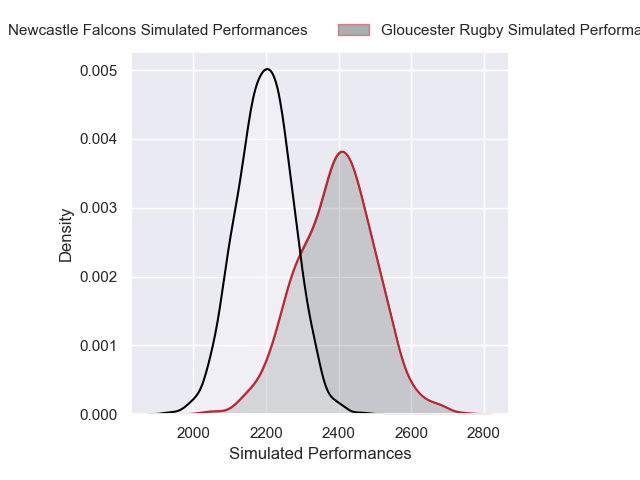 Newcastle Falcons Simulated Performances
Gloucester Rugby Simulated Performa
0.005
0.004
0.003
0.002
0.001
0.000
Density
2000 2200 2400 2600 2800
Simulated Performances